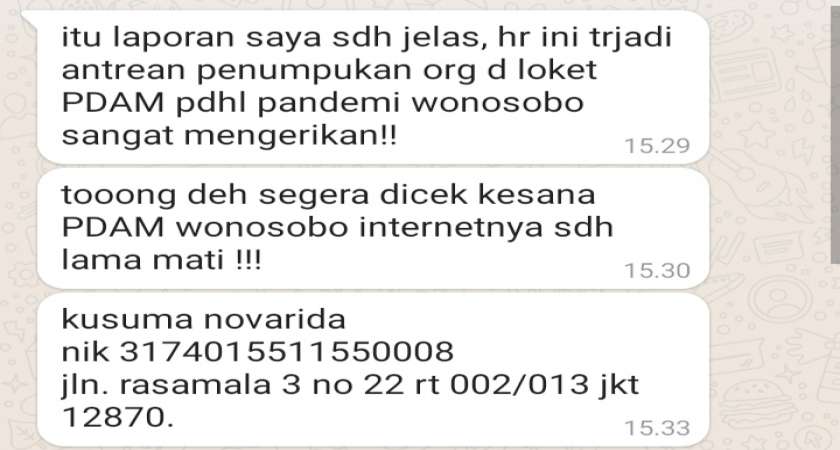 itu laporan saya sdh jelas, hr ini trjadi
antrean penumpukan org d loket
PDAM pdhl pandemi wonosobo
sangat mengerikan!!
15.29
tooong deh segera dicek kesana
PDAM wonosobo internetnya sdh
lama mati !!!
15.30
kusuma novarida
nik 3174015511550008
jln. rasamala 3 no 22 rt 002/013 jkt
12870.
15.33